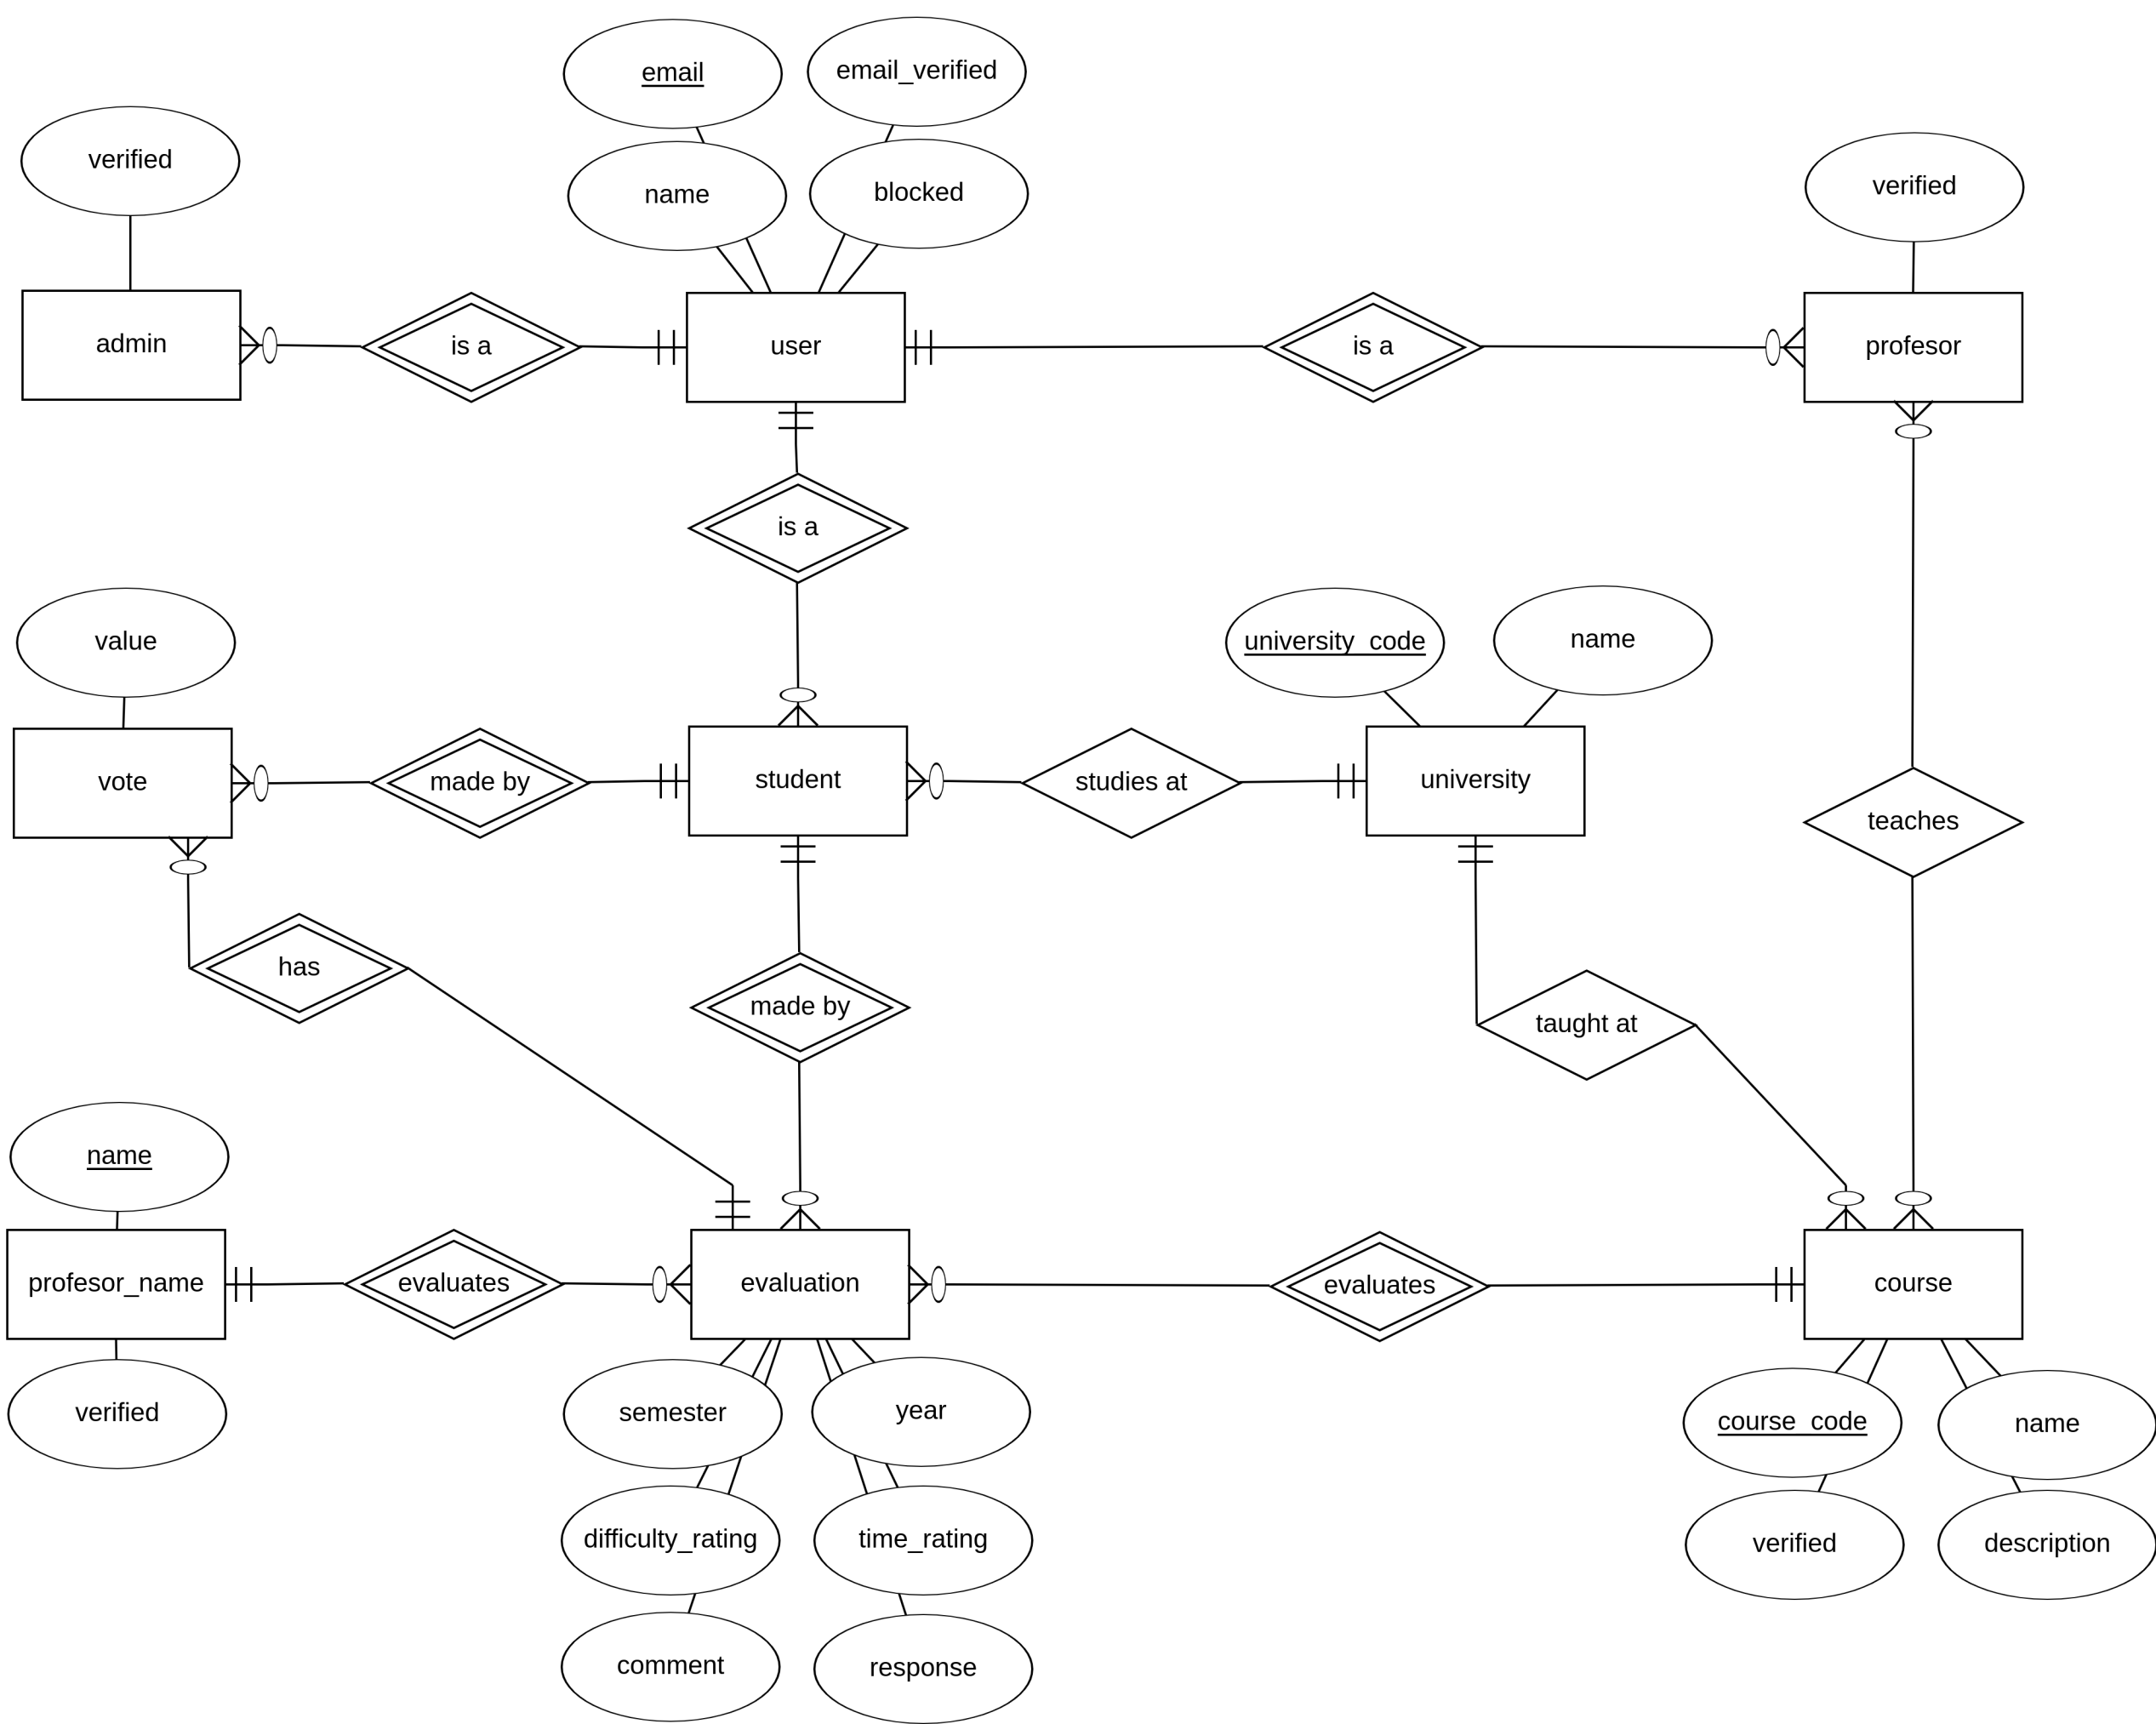 email
email_verified
verified
name
blocked
verified
admin
is a
user
is a
profesor
is a
value
university_code
name
vote
made by
student
studies at
university
teaches
has
made by
taught at
name
profesor_name
evaluates
evaluation
evaluates
course
verified
semester
year
course_code
name
difficulty_rating
time_rating
verified
description
comment
response